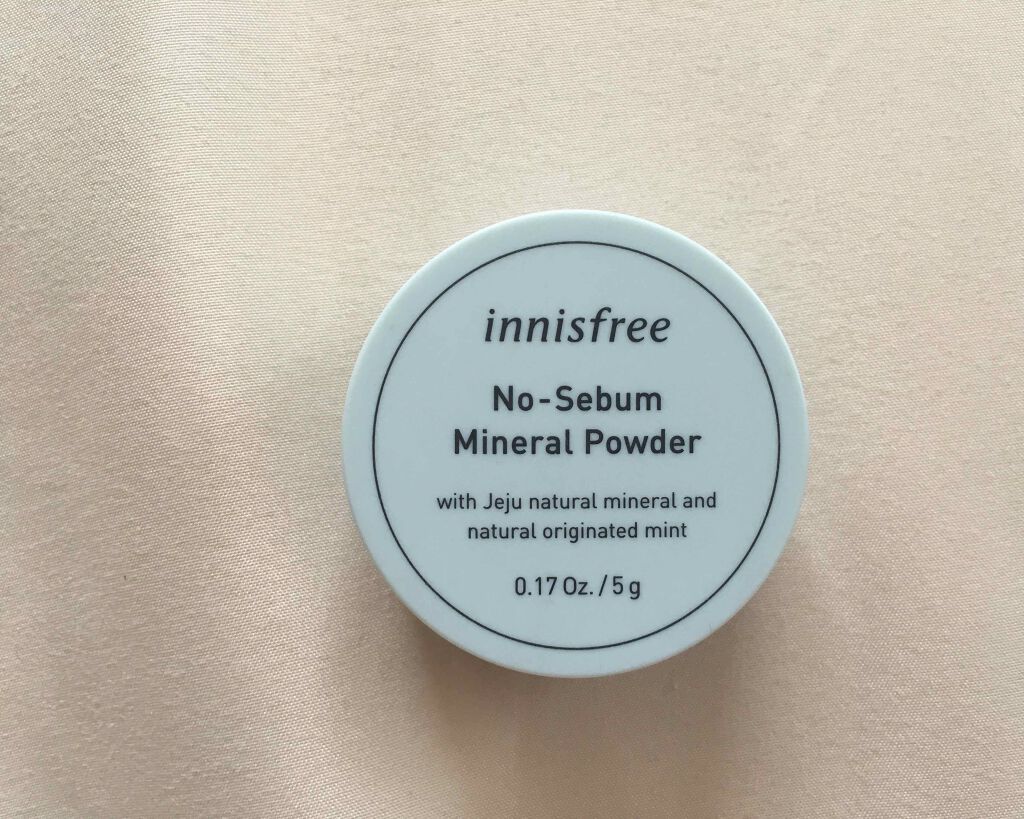 innisfree
No-Sebum
Mineral Powder
with Jeju natural mineral and
natural originated mint
0.17 Oz. / 5 g